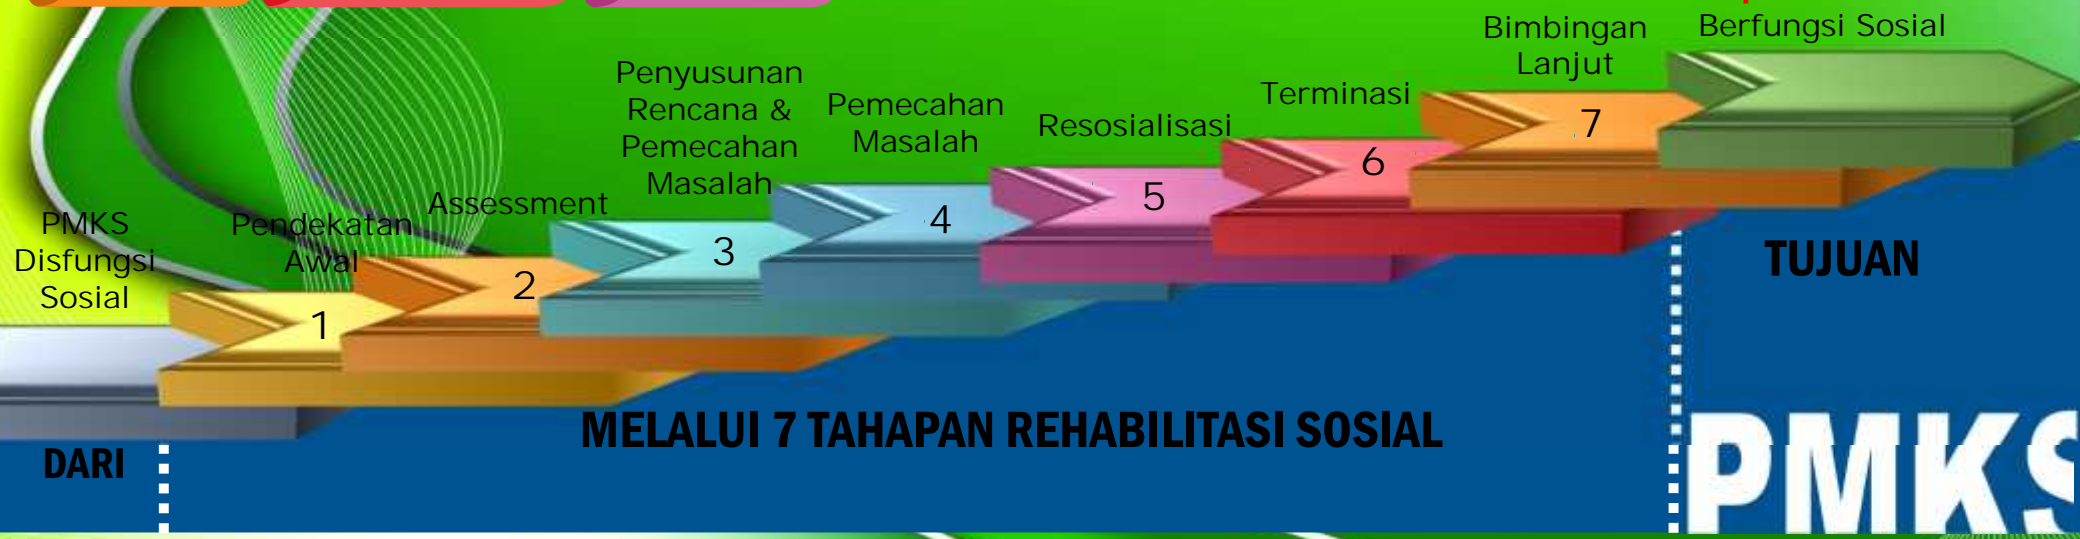 PMKS
Disfungsi
Sosial
Pendekatan
Awal
1
Assessment
2
Penyusunan
Rencana &
Pemecahan
Masalah
3
Pemecahan
Masalah
4
Resosialisasi
5
Terminasi
6
Bimbingan
Lanjut
7
Berfungsi Sosial
DARI
MELALUI 7 TAHAPAN REHABILITASI SOSIAL
TUJUAN
PMKS